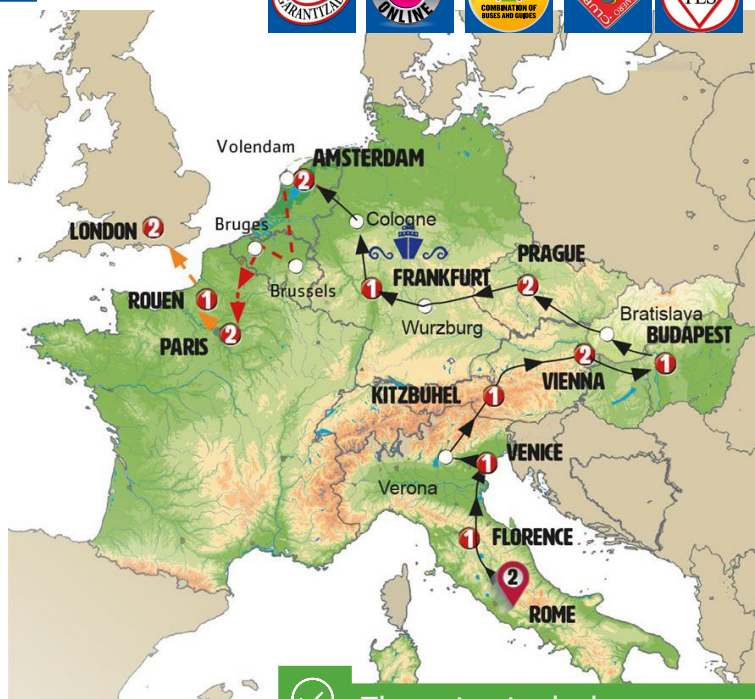 GARANTIZAD
ONLINE
COMBINATION OF
BUSES AND GUIDES
Volendam
AMSTERDAM
2
LONDON 2
Bruges
Cologne
Brussels
PRAGUE
2
FRANKFURT
1
ROUEN 1
Wurzburg
PARIS 2
Bratislava
BUDAPEST
1
VIENNA
2
KITZBUHEL 1
VENICE
1
Verona
FLORENCE
1
2
ROME